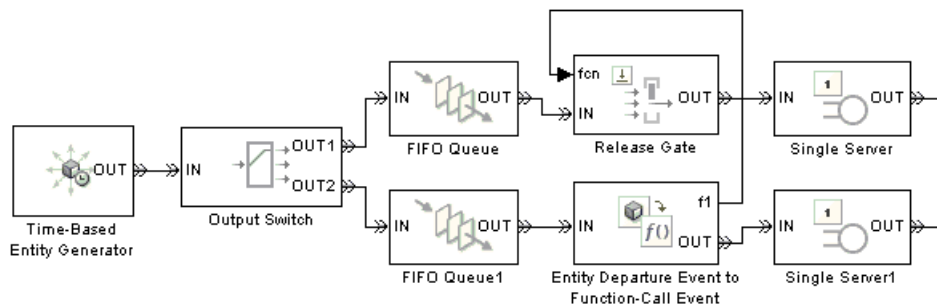 fcn
IN
OUT
IN
OUT
1
IN
OUT
FIFO Queue
Release Gate
Single Server
OUT
IN
OUT1
OUT2
Time-Based
Entity Generator
Output Switch
IN
OUT
IN
f()
f1
OUT
1
IN
OUT
FIFO Queue1
Entity Departure Event to
Function-Call Event
Single Server1